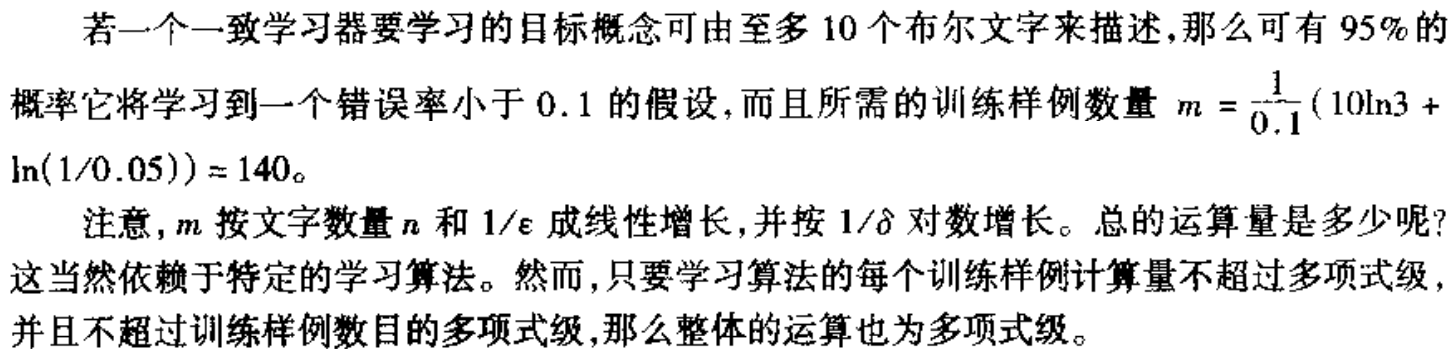 若一个一致学习器要学习的目标概念可由至多 10 个布尔文字来描述,那么可有 95% 的
概率它将学习到一个错误率小于 0.1 的假设,而且所需的训练样例数量 m = \frac{1}{0.1}(10ln3 +
ln(1/0.05)) ≈ 140。
注意, m 按文字数量 n 和 1/ε 成线性增长,并按 1/δ 对数增长。总的运算量是多少呢?
这当然依赖于特定的学习算法。然而,只要学习算法的每个训练样例计算量不超过多项式级,
并且不超过训练样例数目的多项式级,那么整体的运算也为多项式级。